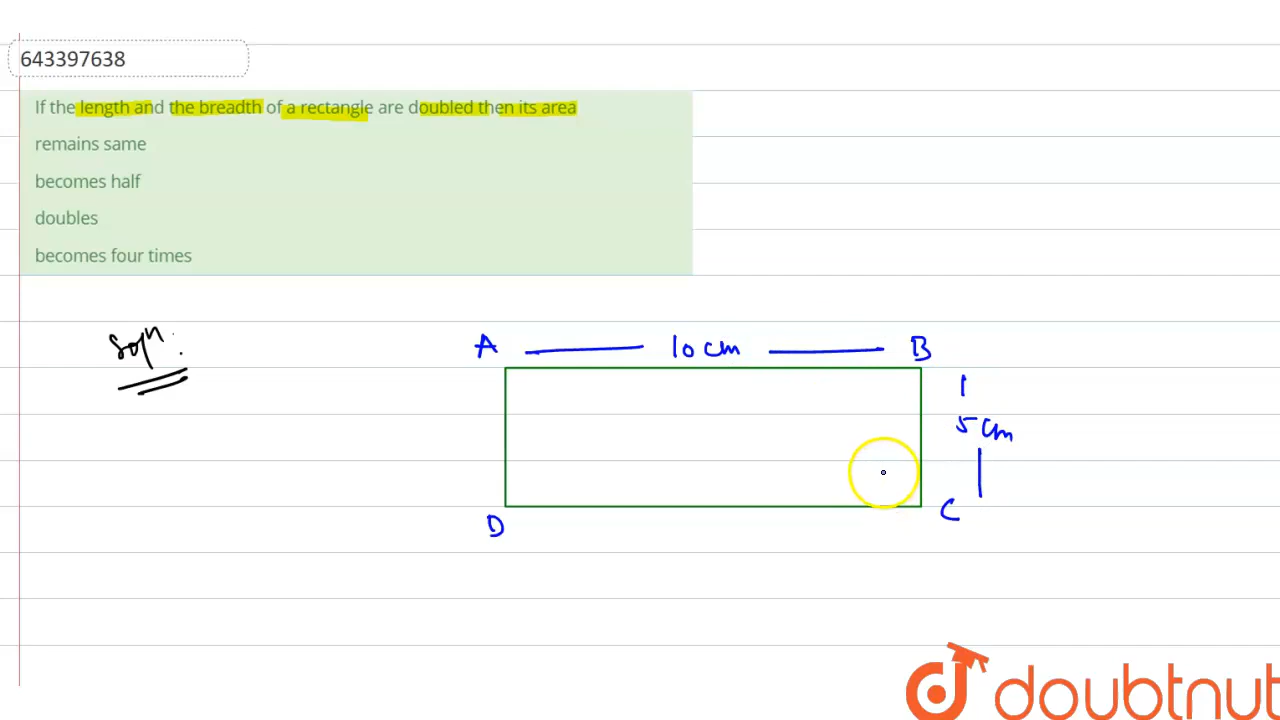 643397638
If the length and the breadth of a rectangle are doubled then its area
remains same
becomes half
doubles
becomes four times
A 10 cm B
5 cm
D C
doubtnut